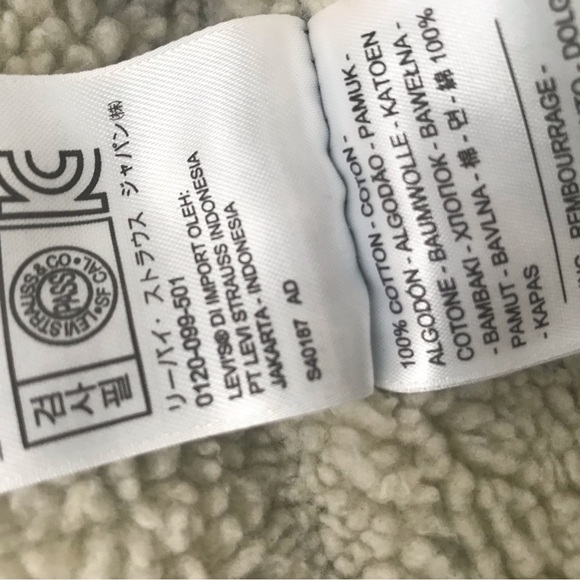 KC
LEVI STRAUSS & CO
PASS
SF CAL
검
사
필
リーバイ・ストラウス ジャパン㈱
0120-099-501
LEVI'S® DI IMPORT OLEH:
PT LEVI STRAUSS INDONESIA
JAKARTA - INDONESIA
S40187 AD
100% COTTON - COTON - PAMUK -
ALGODÓN - ALGODÃO - KATOEN
COTONE - BAUMWOLLE - BAWEŁNA -
BAMBAKI - ХЛОПОК - 棉 - 면 - 綿 100%
- PAMUT - BAVLNA -
- KAPAS
REMBOURRAGE -